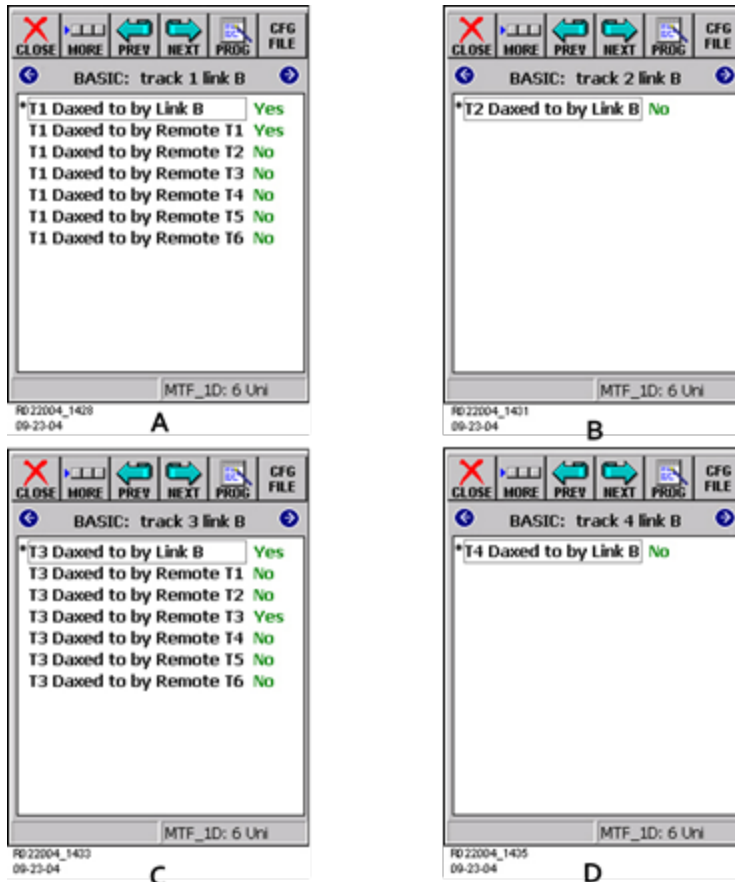 CLOSE MORE PREV NEXT PROG CFG FILE
BASIC: track 1 link B
*T1 Daxed to by Link B Yes
T1 Daxed to by Remote T1 Yes
T1 Daxed to by Remote T2 No
T1 Daxed to by Remote T3 No
T1 Daxed to by Remote T4 No
T1 Daxed to by Remote T5 No
T1 Daxed to by Remote T6 No
MTF_1D: 6 Uni
RD22004_1428
09-23-04
A
CLOSE MORE PREV NEXT PROG CFG FILE
BASIC: track 2 link B
*T2 Daxed to by Link B No
MTF_1D: 6 Uni
RD22004_1431
09-23-04
B
CLOSE MORE PREV NEXT PROG CFG FILE
BASIC: track 3 link B
*T3 Daxed to by Link B Yes
T3 Daxed to by Remote T1 No
T3 Daxed to by Remote T2 No
T3 Daxed to by Remote T3 Yes
T3 Daxed to by Remote T4 No
T3 Daxed to by Remote T5 No
T3 Daxed to by Remote T6 No
MTF_1D: 6 Uni
RD22004_1433
09-23-04
C
CLOSE MORE PREV NEXT PROG CFG FILE
BASIC: track 4 link B
*T4 Daxed to by Link B No
MTF_1D: 6 Uni
RD22004_1435
09-23-04
D